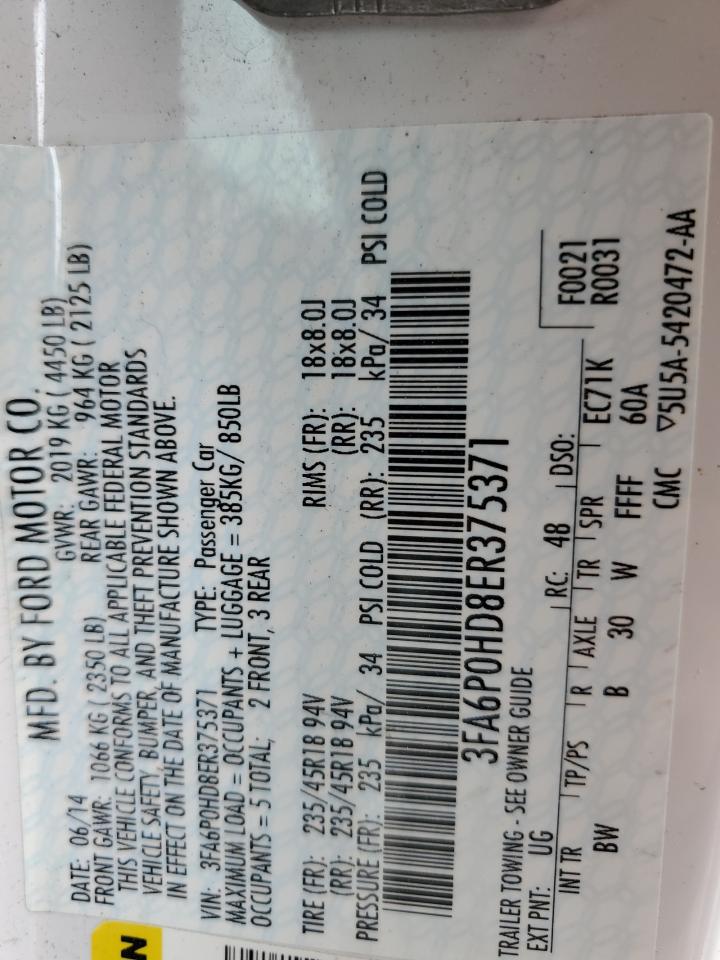 MFD. BY FORD MOTOR CO.
DATE: 06/14 GVWR: 2019 KG ( 4450 LB)
FRONT GAWR: 1066 KG ( 2350 LB) REAR GAWR: 964 KG ( 2125 LB)
THIS VEHICLE CONFORMS TO ALL APPLICABLE FEDERAL MOTOR
VEHICLE SAFETY, BUMPER, AND THEFT PREVENTION STANDARDS
IN EFFECT ON THE DATE OF MANUFACTURE SHOWN ABOVE.
VIN: 3FA6P0HD8ER375371 TYPE: Passenger Car
MAXIMUM LOAD = OCCUPANTS + LUGGAGE = 385KG/ 850LB
OCCUPANTS = 5 TOTAL; 2 FRONT, 3 REAR
TIRE (FR): 235/45R18 94V RIMS (FR): 18x8.0J
(RR): 235/45R18 94V (RR): 18x8.0J
PRESSURE (FR): 235 kPa/ 34 PSI COLD (RR): 235 kPa/ 34 PSI COLD
3FA6P0HD8ER375371
TRAILER TOWING - SEE OWNER GUIDE
EXT PNT: UG RC: 48 DSO: F0021
R0031
INT TR TP/PS R AXLE TR SPR
BW B 30 W FFFF 60A EC71K
CMC ▽5U5A-5420472-AA
N